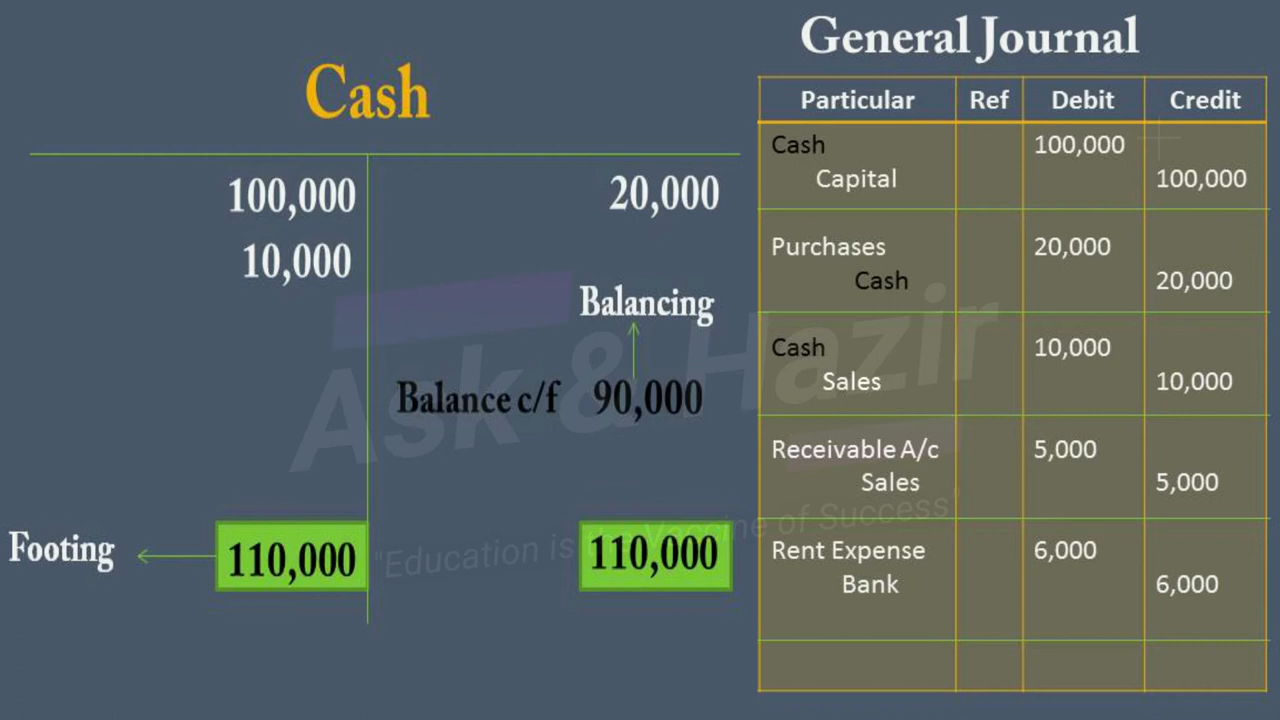 Cash
100,000 20,000
10,000
Balancing
Balance c/f 90,000
Footing 110,000 110,000
General Journal
Particular Ref Debit Credit
Cash 100,000
Capital 100,000
Purchases 20,000
Cash 20,000
Cash 10,000
Sales 10,000
Receivable A/c 5,000
Sales 5,000
Rent Expense 6,000
Bank 6,000
Ask & Hazir
"Education is the Vaccine of Success"